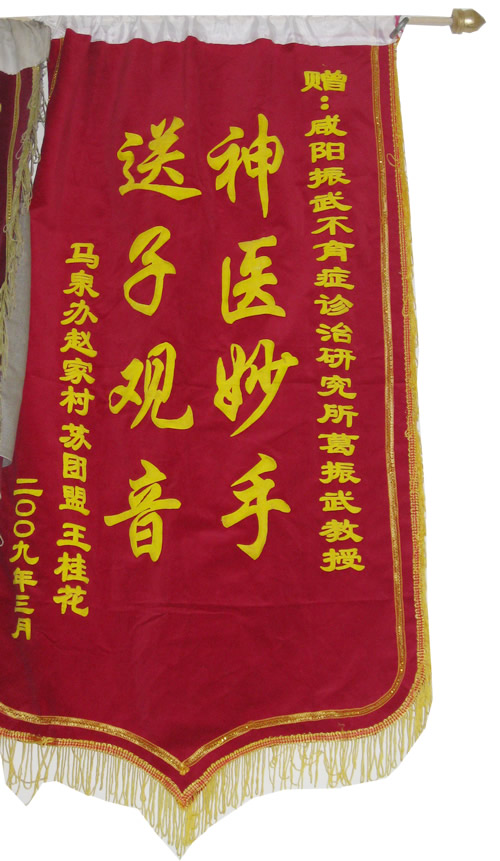 赠:咸阳振武不育症诊治研究所葛振武教授
神医妙手
送子观音
马泉办赵家村苏团盟王桂花
二〇〇九年三月